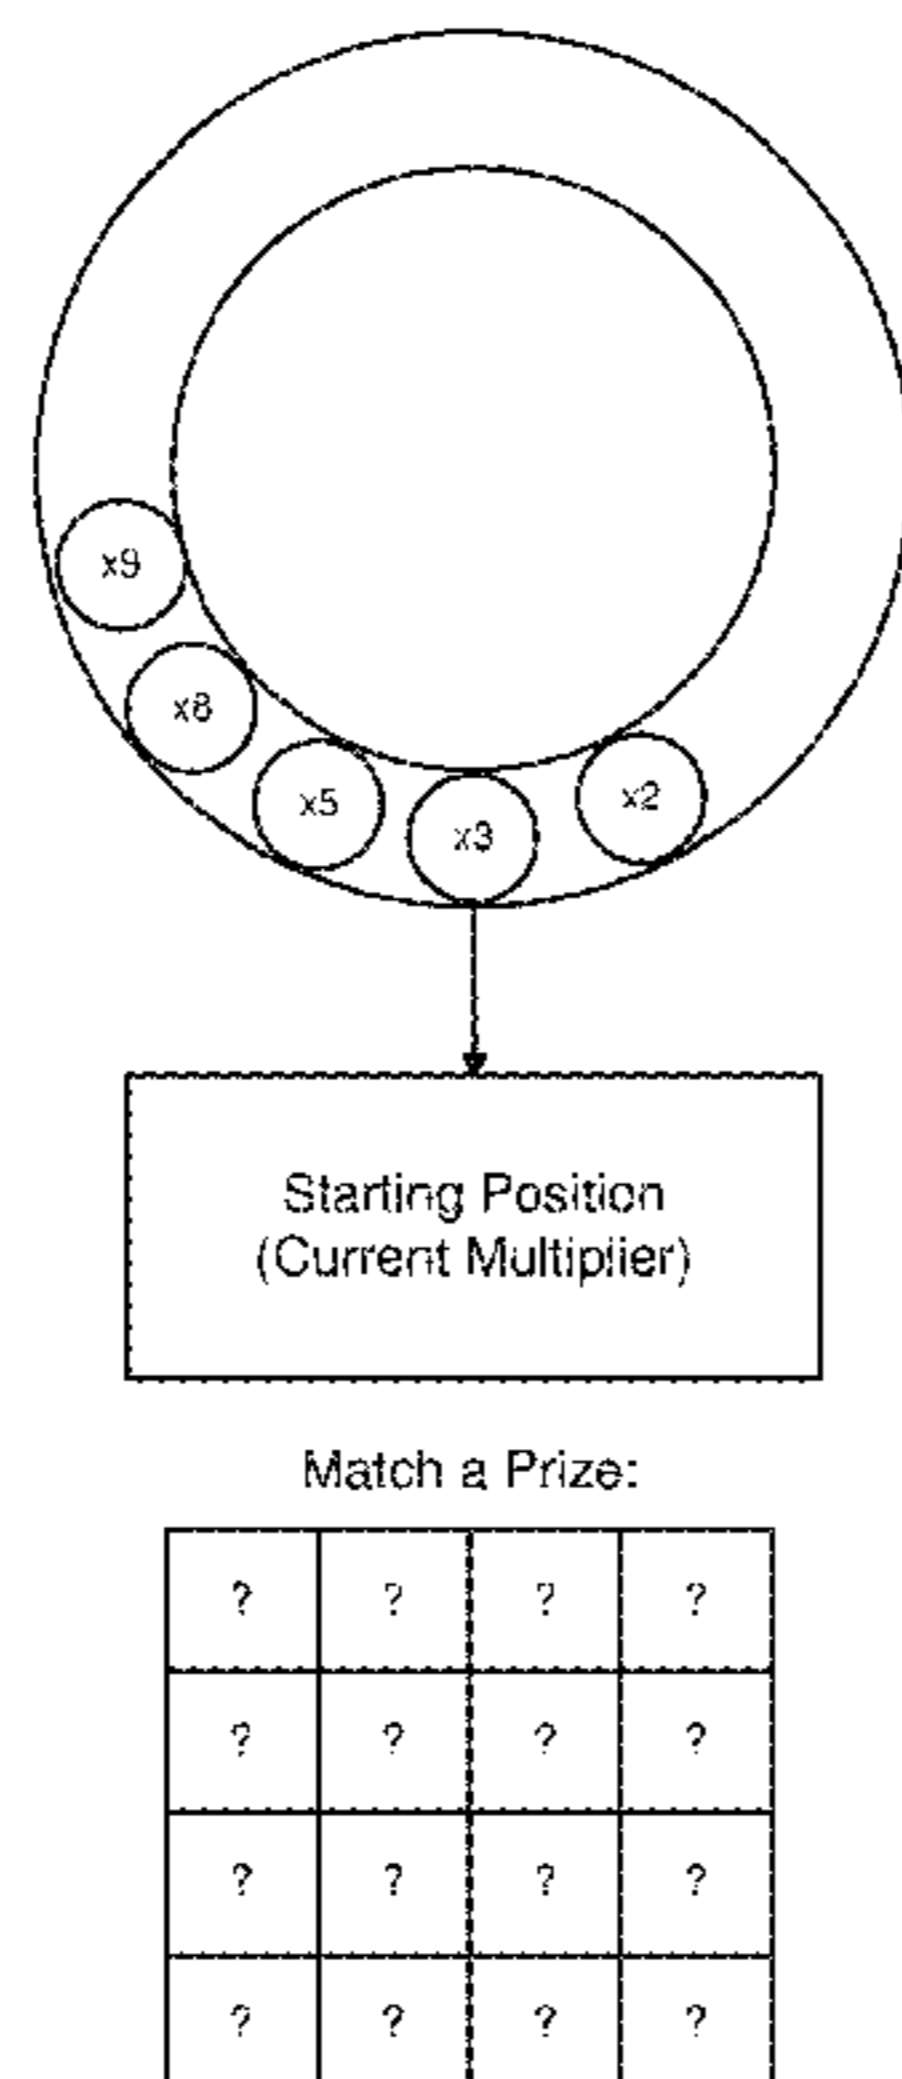 x9
x8
x5
x3
x2
Starting Position
(Current Multiplier)
Match a Prize:
? ? ? ?
? ? ? ?
? ? ? ?
? ? ? ?